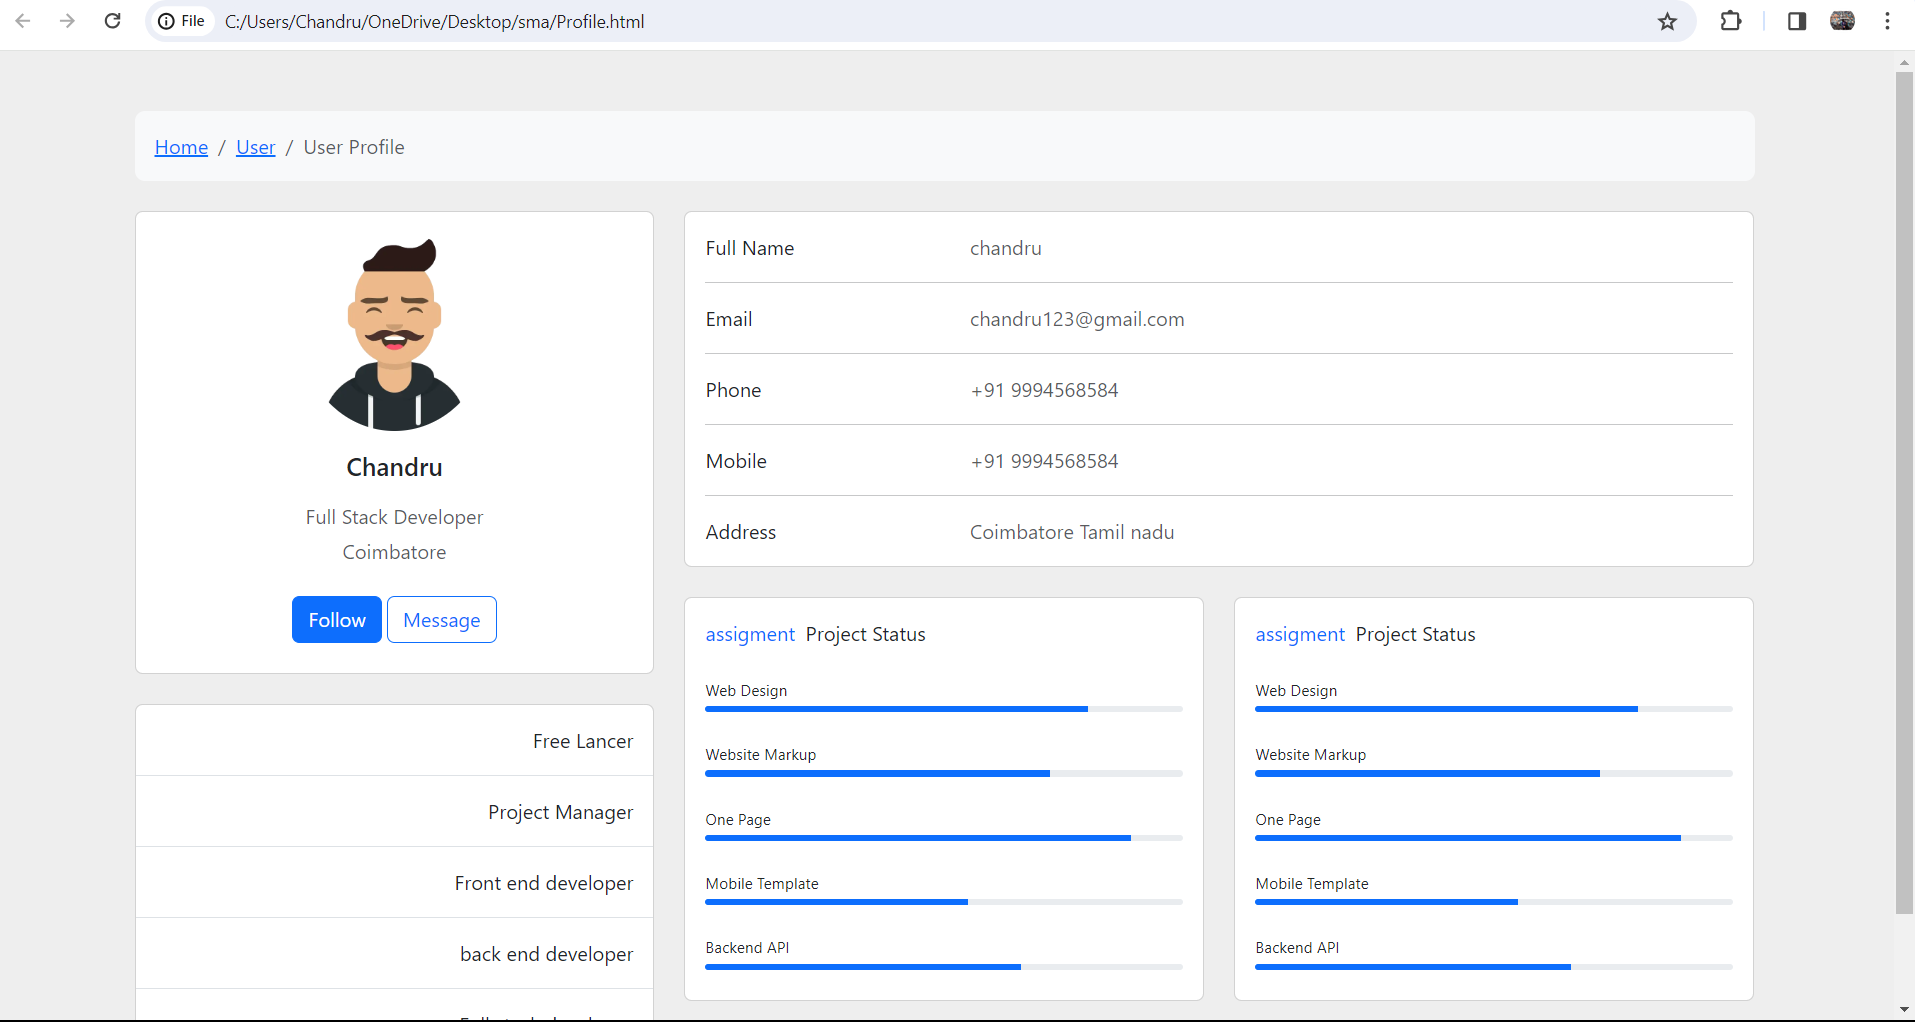 File C:/Users/Chandru/OneDrive/Desktop/sma/Profile.html
Home / User / User Profile
Chandru
Full Stack Developer
Coimbatore
Follow Message
Free Lancer
Project Manager
Front end developer
back end developer
Full Name chandru
Email chandru123@gmail.com
Phone +91 9994568584
Mobile +91 9994568584
Address Coimbatore Tamil nadu
assigment Project Status
Web Design
Website Markup
One Page
Mobile Template
Backend API
assigment Project Status
Web Design
Website Markup
One Page
Mobile Template
Backend API